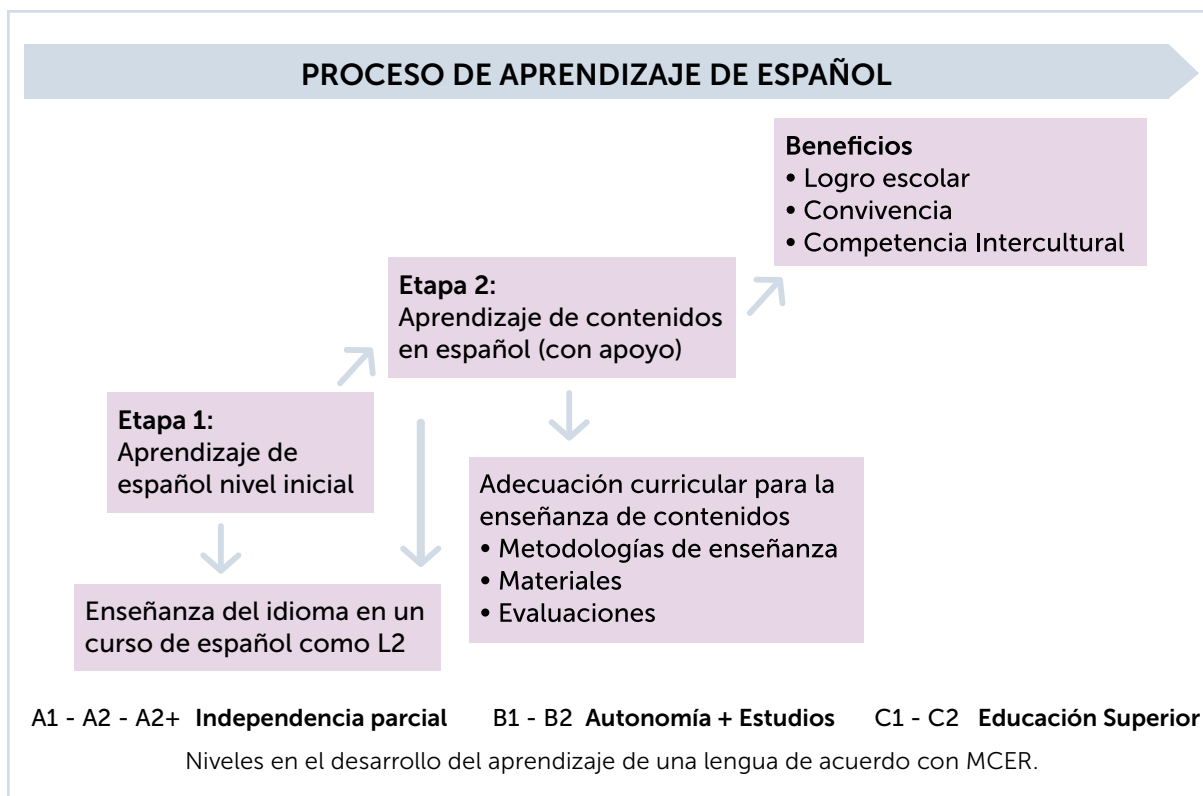 PROCESO DE APRENDIZAJE DE ESPAÑOL
Beneficios
• Logro escolar
• Convivencia
• Competencia Intercultural
Etapa 2:
Aprendizaje de contenidos
en español (con apoyo)
Etapa 1:
Aprendizaje de
español nivel inicial
Adecuación curricular para la
enseñanza de contenidos
• Metodologías de enseñanza
• Materiales
• Evaluaciones
Enseñanza del idioma en un
curso de español como L2
A1 - A2 - A2+ Independencia parcial B1 - B2 Autonomía + Estudios C1 - C2 Educación Superior
Niveles en el desarrollo del aprendizaje de una lengua de acuerdo con MCER.